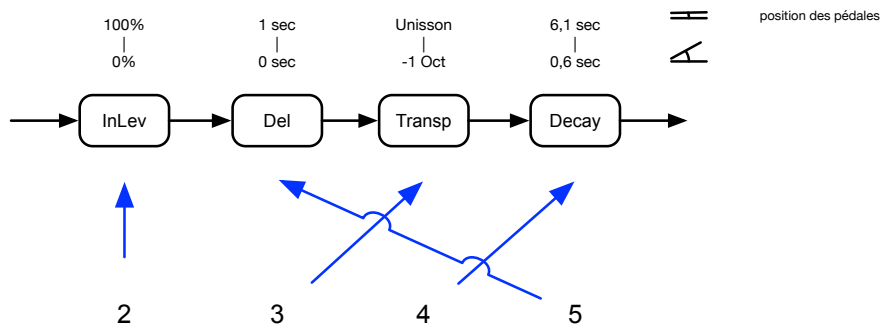 100% 1 sec Unisson 6,1 sec position des pédales
0% 0 sec -1 Oct 0,6 sec
InLev Del Transp Decay
2 3 4 5